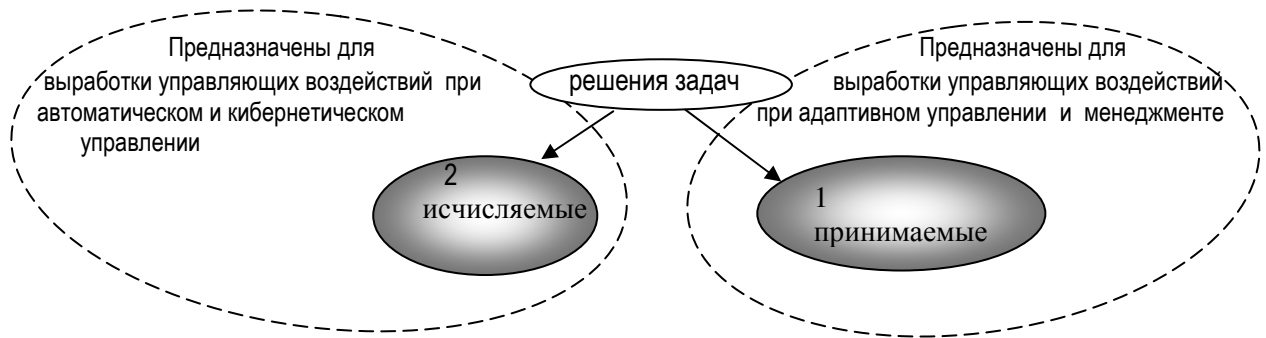 Предназначены для
выработки управляющих воздействий при
автоматическом и кибернетическом
управлении
решения задач
Предназначены для
выработки управляющих воздействий
при адаптивном управлении и менеджменте
2
исчисляемые
1
принимаемые